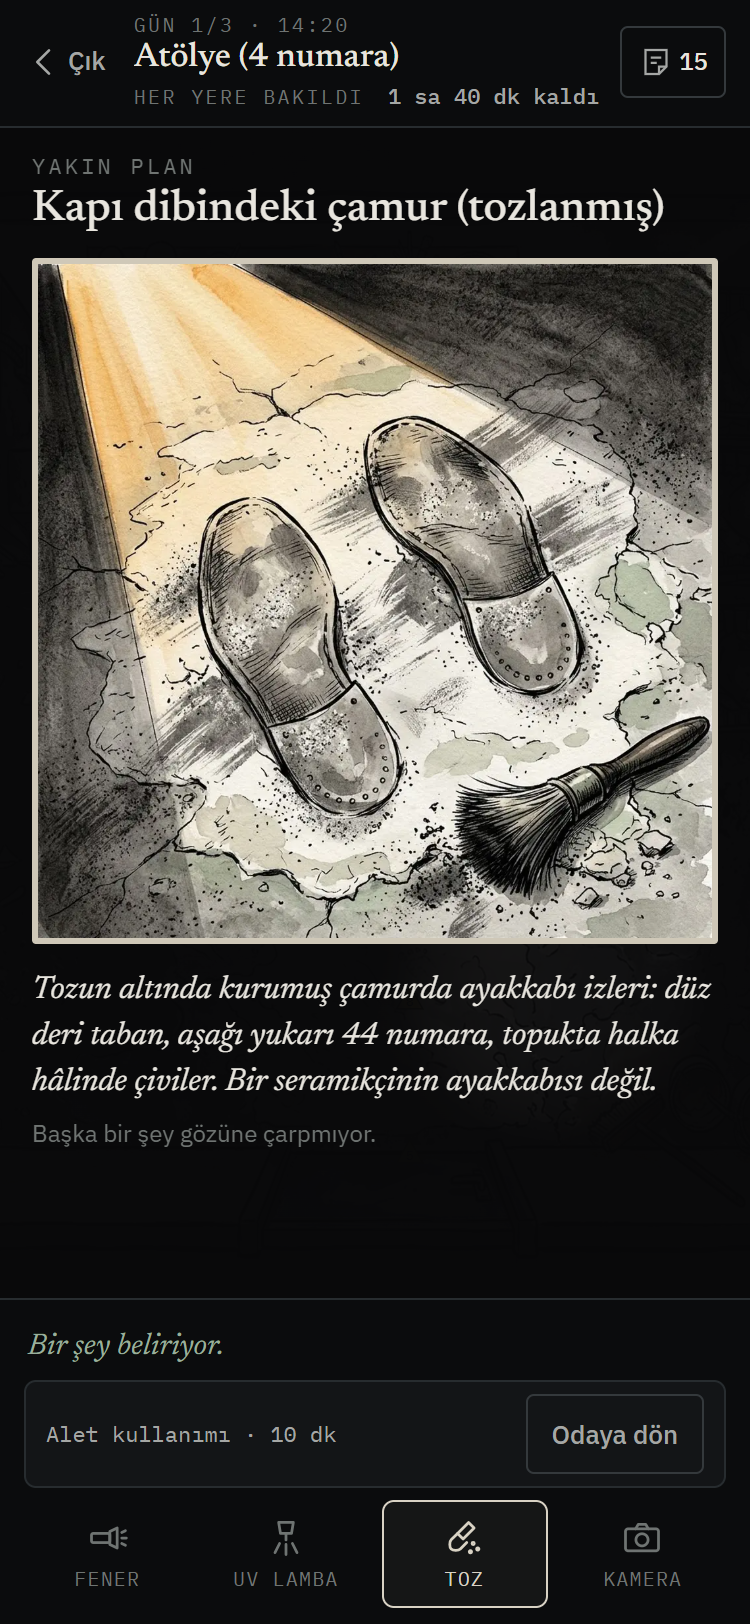 GÜN 1/3 · 14:20
Çık
Atölye (4 numara)
15
HER YERE BAKILDI 1 sa 40 dk kaldı
YAKIN PLAN
Kapı dibindeki çamur (tozlanmış)
Tozun altında kurumuş çamurda ayakkabı izleri: düz
deri taban, aşağı yukarı 44 numara, topukta halka
hâlinde çiviler. Bir seramikçinin ayakkabısı değil.
Başka bir şey gözüne çarpmıyor.
Bir şey beliriyor.
Alet kullanımı · 10 dk
Odaya dön
FENER
UV LAMBA
TOZ
KAMERA